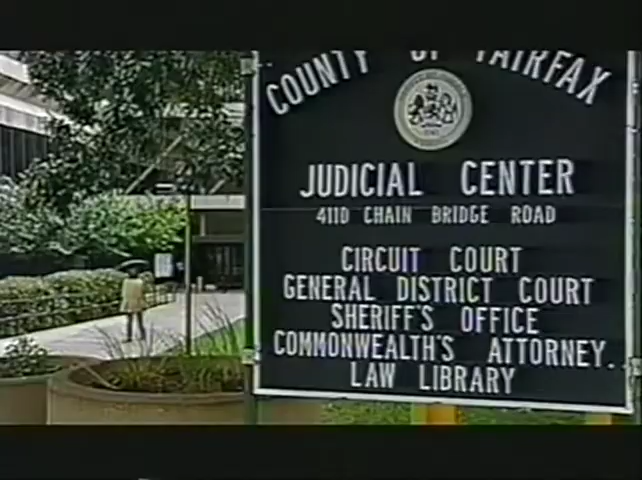 COUNTY OF FAIRFAX
JUDICIAL CENTER
4110 CHAIN BRIDGE ROAD
CIRCUIT COURT
GENERAL DISTRICT COURT
SHERIFF'S OFFICE
COMMONWEALTH'S ATTORNEY
LAW LIBRARY